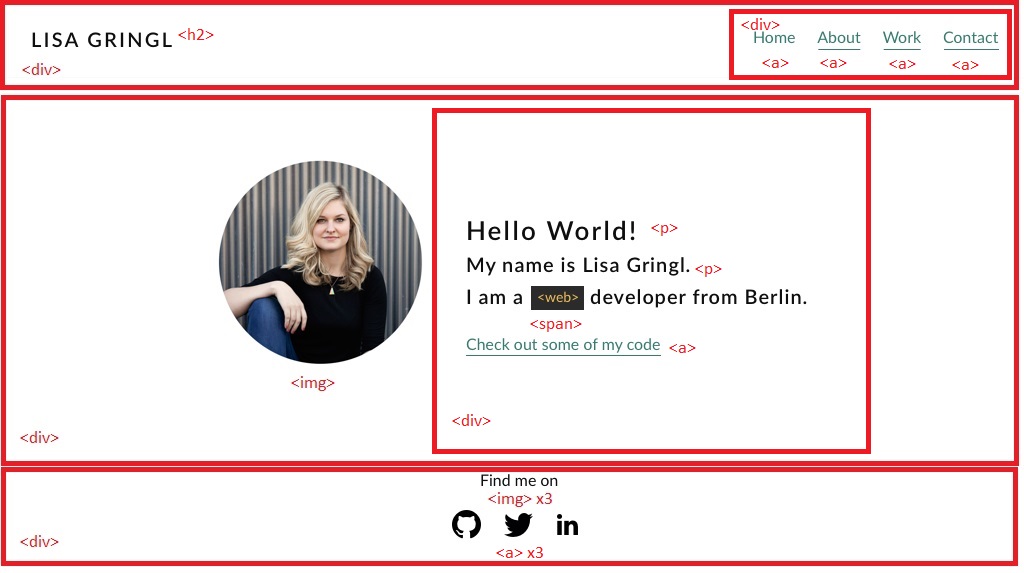 LISA GRINGL <h2>
<div>
<div>
Home About Work Contact
<a> <a> <a> <a>
Hello World! <p>
My name is Lisa Gringl. <p>
I am a <web> developer from Berlin.
<span>
Check out some of my code <a>
<img>
<div>
<div>
Find me on
<img> x3
in
<a> x3
<div>